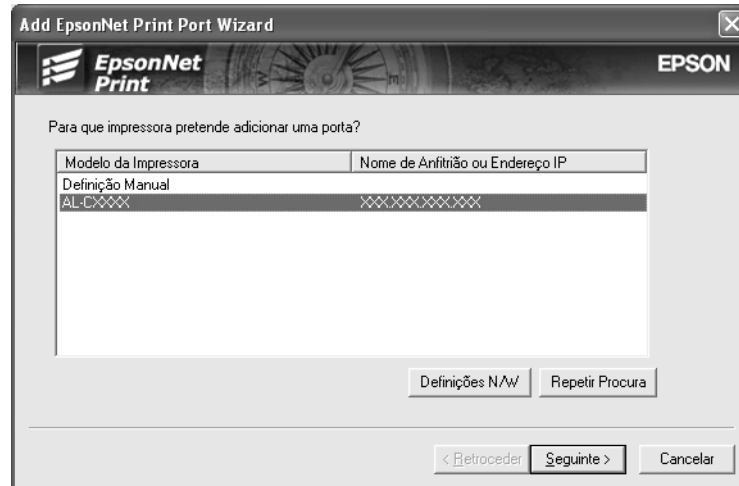 Add EpsonNet Print Port Wizard
EpsonNet Print
EPSON
Para que impressora pretende adicionar uma porta?
Modelo da Impressora Nome de Anfitrião ou Endereço IP
Definição Manual
AL-CXXXX XXX.XXX.XXX.XXX
Definições N/W Repetir Procura
< Retroceder Seguinte > Cancelar